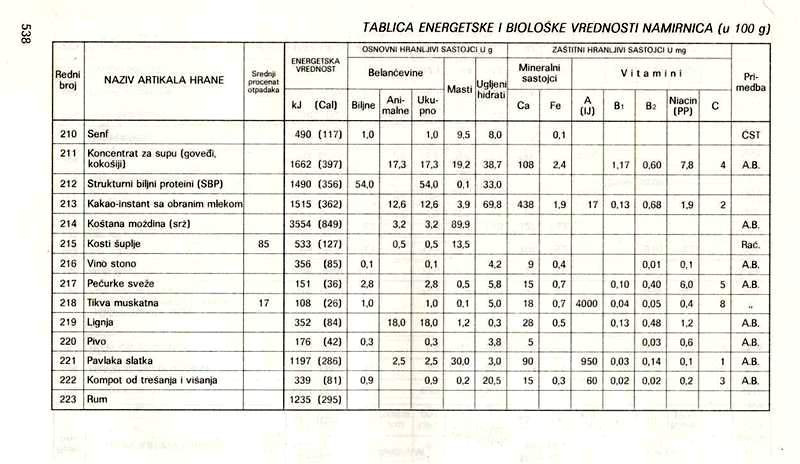 538
TABLICA ENERGETSKE I BIOLOŠKE VREDNOSTI NAMIRNICA (u 100 g)
Redni broj
NAZIV ARTIKALA HRANE
Srednji procenat otpadaka
ENERGETSKA VREDNOST
kJ (Cal)
OSNOVNI HRANLJIVI SASTOJCI U g
Belančevine
Biljne
Animalne
Ukupno
Masti
Ugljeni hidrati
ZAŠTITNI HRANLJIVI SASTOJCI U mg
Mineralni sastojci
Ca
Fe
Vitamini
A (IJ)
B1
B2
Niacin (PP)
C
Primedba
210 Senf 490 (117) 1,0 1,0 9,5 8,0 0,1 CST
211 Koncentrat za supu (goveđi,
kokošiji) 1662 (397) 17,3 17,3 19,2 38,7 108 2,4 1,17 0,60 7,8 4 A.B.
212 Strukturni biljni proteini (SBP) 1490 (356) 54,0 54,0 0,1 33,0
213 Kakao-instant sa obranim mlekom 1515 (362) 12,6 12,6 3,9 69,8 438 1,9 17 0,13 0,68 1,9 2
214 Koštana moždina (srž) 3554 (849) 3,2 3,2 89,9 A.B.
215 Kosti šuplje 85 533 (127) 0,5 0,5 13,5 Rać.
216 Vino stono 356 (85) 0,1 0,1 4,2 9 0,4 0,01 0,1 A.B.
217 Pečurke sveže 151 (36) 2,8 2,8 0,5 5,8 15 0,7 0,10 0,40 6,0 5 A.B.
218 Tikva muskatna 17 108 (26) 1,0 1,0 0,1 5,0 18 0,7 4000 0,04 0,05 0,4 8 „
219 Lignja 352 (84) 18,0 18,0 1,2 0,3 28 0,5 0,13 0,48 1,2 A.B.
220 Pivo 176 (42) 0,3 0,3 3,8 5 0,03 0,6 A.B.
221 Pavlaka slatka 1197 (286) 2,5 2,5 30,0 3,0 90 950 0,03 0,14 0,1 1 A.B.
222 Kompot od trešanja i višanja 339 (81) 0,9 0,9 0,2 20,5 15 0,3 60 0,02 0,02 0,2 3 A.B.
223 Rum 1235 (295)